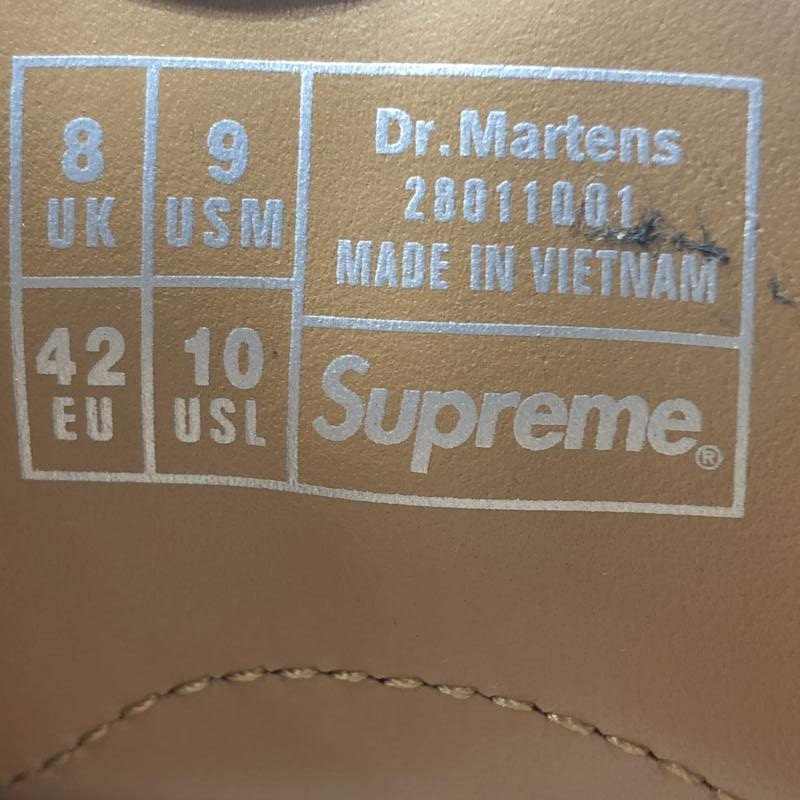 8
UK
9
USM
42
EU
10
USL
Dr.Martens
28011001
MADE IN VIETNAM
Supreme®